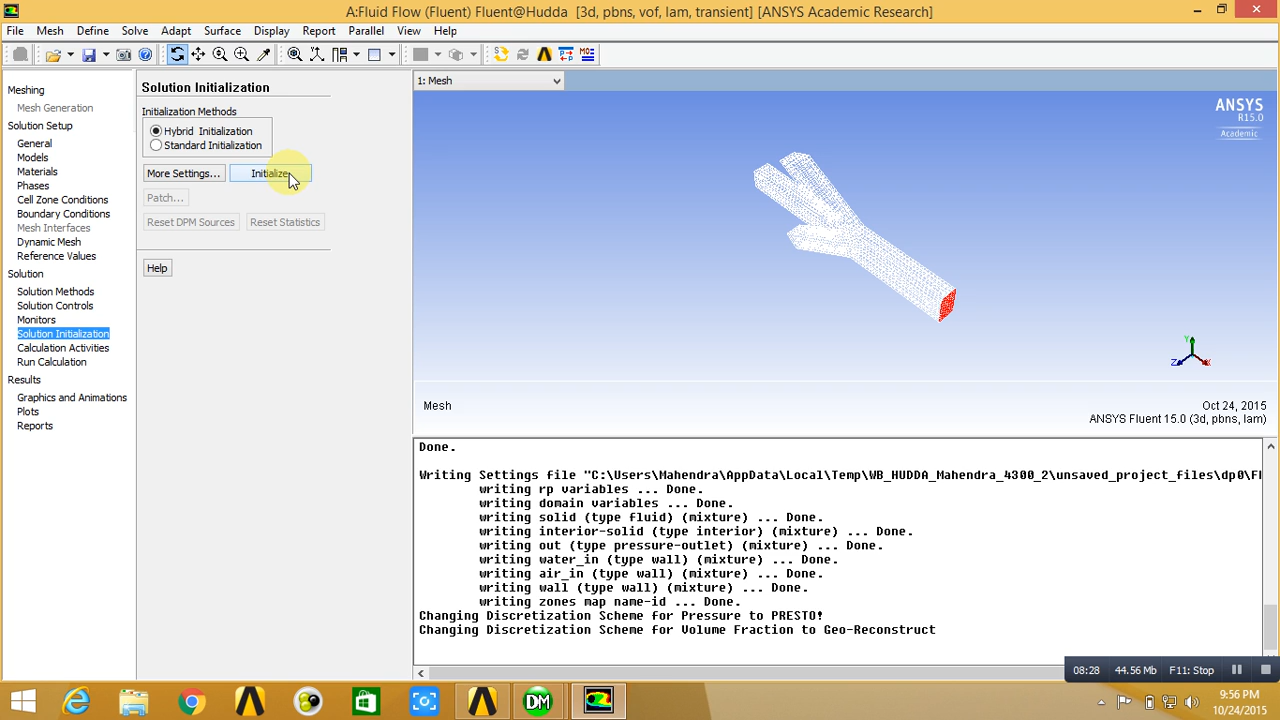 A:Fluid Flow (Fluent) Fluent@Hudda [3d, pbns, vof, lam, transient] [ANSYS Academic Research]
File Mesh Define Solve Adapt Surface Display Report Parallel View Help
Meshing
Mesh Generation
Solution Setup
General
Models
Materials
Phases
Cell Zone Conditions
Boundary Conditions
Mesh Interfaces
Dynamic Mesh
Reference Values
Solution
Solution Methods
Solution Controls
Monitors
Solution Initialization
Calculation Activities
Run Calculation
Results
Graphics and Animations
Plots
Reports
Solution Initialization
Initialization Methods
Hybrid Initialization
Standard Initialization
More Settings... Initialize
Patch...
Reset DPM Sources Reset Statistics
Help
1: Mesh
ANSYS
R15.0
Academic
Y
Z X
Mesh
Oct 24, 2015
ANSYS Fluent 15.0 (3d, pbns, lam)
Done.
Writing Settings file "C:\Users\Mahendra\AppData\Local\Temp\WB_HUDDA_Mahendra_4300_2\unsaved_project_files\dp0\Fl
writing rp variables ... Done.
writing domain variables ... Done.
writing solid (type fluid) (mixture) ... Done.
writing interior-solid (type interior) (mixture) ... Done.
writing out (type pressure-outlet) (mixture) ... Done.
writing water_in (type wall) (mixture) ... Done.
writing air_in (type wall) (mixture) ... Done.
writing wall (type wall) (mixture) ... Done.
writing zones map name-id ... Done.
Changing Discretization Scheme for Pressure to PRESTO!
Changing Discretization Scheme for Volume Fraction to Geo-Reconstruct
08:28 44.56 Mb F11: Stop
DM
9:56 PM
10/24/2015